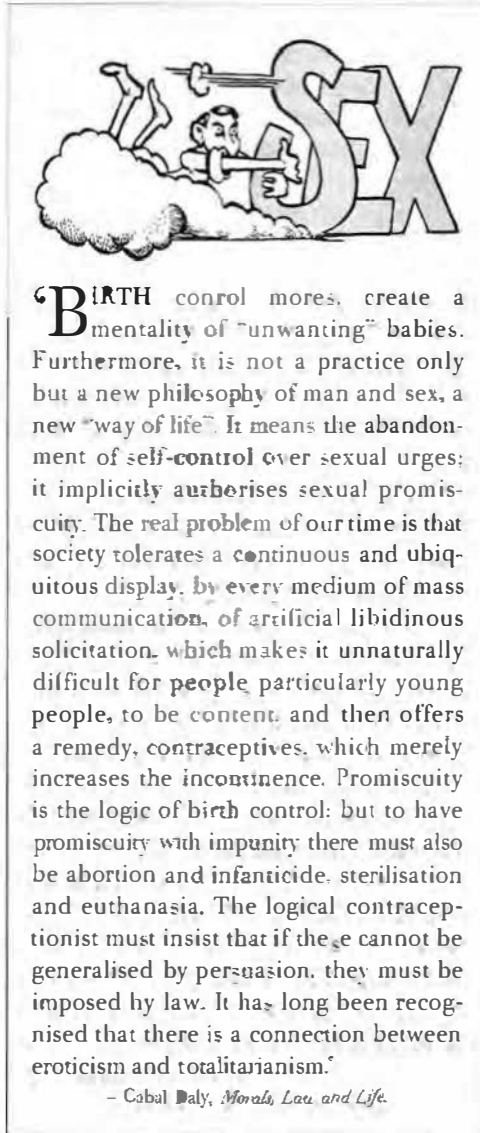 SEX
‘BIRTH conrol mores, create a
mentality of “unwanting” babies.
Furthermore, it is not a practice only
but a new philosophy of man and sex, a
new “way of life”. It means the abandon-
ment of self-control over sexual urges;
it implicitly authorises sexual promis-
cuity. The real problem of our time is that
society tolerates a continuous and ubiq-
uitous display, by every medium of mass
communication, of artificial libidinous
solicitation, which makes it unnaturally
difficult for people, particularly young
people, to be content, and then offers
a remedy, contraceptives, which merely
increases the incontinence. Promiscuity
is the logic of birth control: but to have
promiscuity with impunity there must also
be abortion and infanticide, sterilisation
and euthanasia. The logical contracep-
tionist must insist that if these cannot be
generalised by persuasion, they must be
imposed by law. It has long been recog-
nised that there is a connection between
eroticism and totalitarianism.’
– Cabal Daly, Morals, Law and Life.